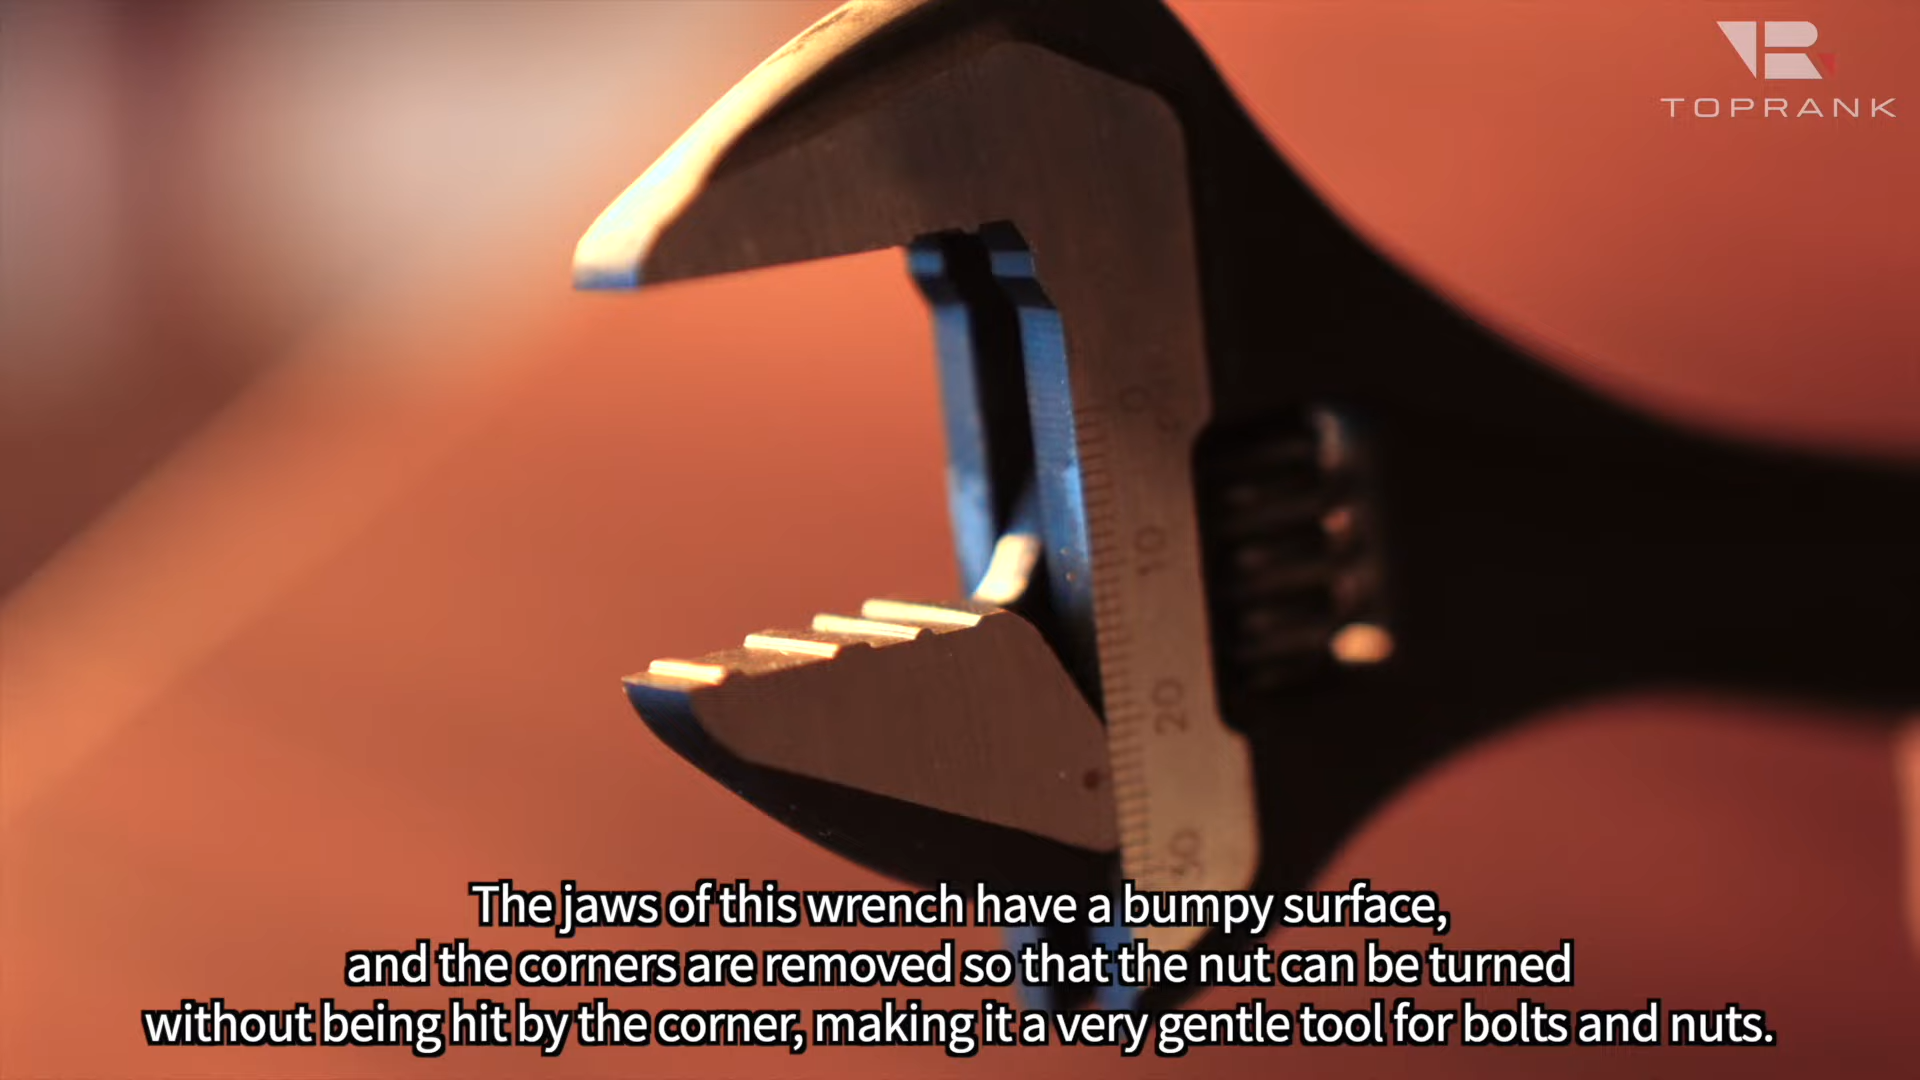 TOPRANK
0
10
20
30
The jaws of this wrench have a bumpy surface,
and the corners are removed so that the nut can be turned
without being hit by the corner, making it a very gentle tool for bolts and nuts.